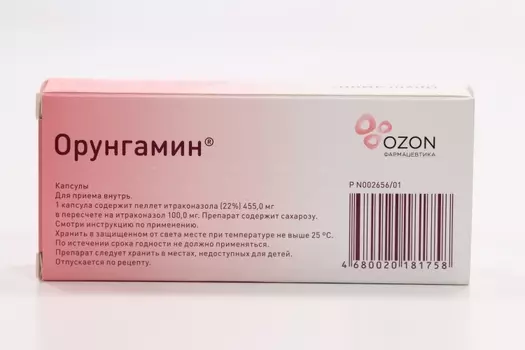 Орунгамин®
OZON
ФАРМАЦЕВТИКА
Капсулы
Для приема внутрь.
1 капсула содержит пеллет итраконазола (22%) 455,0 мг
в пересчете на итраконазол 100,0 мг. Препарат содержит сахарозу.
Смотри инструкцию по применению.
Хранить в защищенном от света месте при температуре не выше 25 ºС.
По истечении срока годности не должно применяться.
Препарат следует хранить в местах, недоступных для детей.
Отпускается по рецепту.
P N002656/01
4 680020 181758